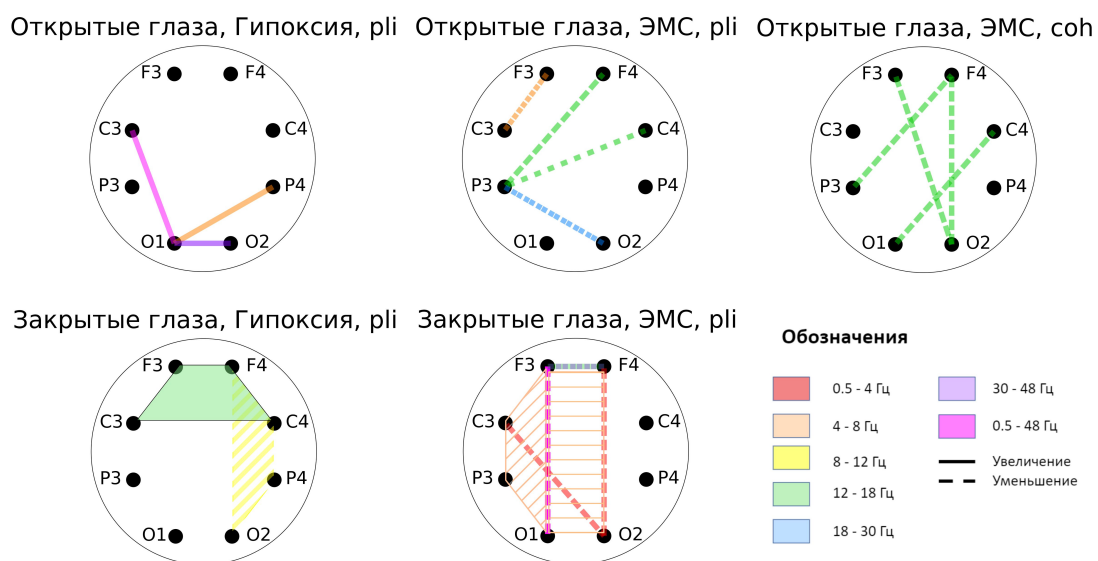 Открытые глаза, Гипоксия, pli
F3 F4
C3 C4
P3 P4
O1 O2
Открытые глаза, ЭМС, pli
F3 F4
C3 C4
P3 P4
O1 O2
Открытые глаза, ЭМС, coh
F3 F4
C3 C4
P3 P4
O1 O2
Закрытые глаза, Гипоксия, pli
F3 F4
C3 C4
P3 P4
O1 O2
Закрытые глаза, ЭМС, pli
F3 F4
C3 C4
P3 P4
O1 O2
Обозначения
0.5 - 4 Гц
4 - 8 Гц
8 - 12 Гц
12 - 18 Гц
18 - 30 Гц
30 - 48 Гц
0.5 - 48 Гц
Увеличение
Уменьшение